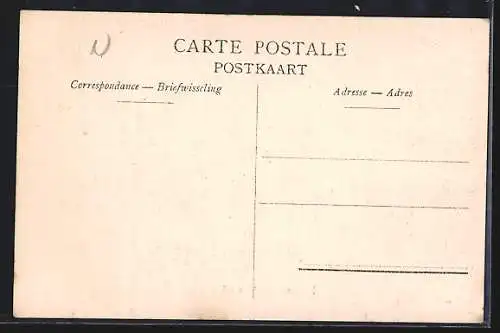 CARTE POSTALE
POSTKAART
Correspondance — Briefwisseling
Adresse — Adres